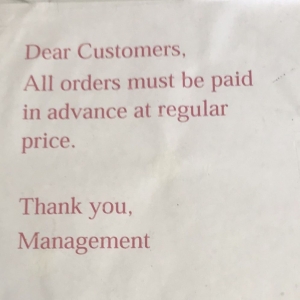 Dear Customers,
All orders must be paid
in advance at regular
price.
Thank you,
Management